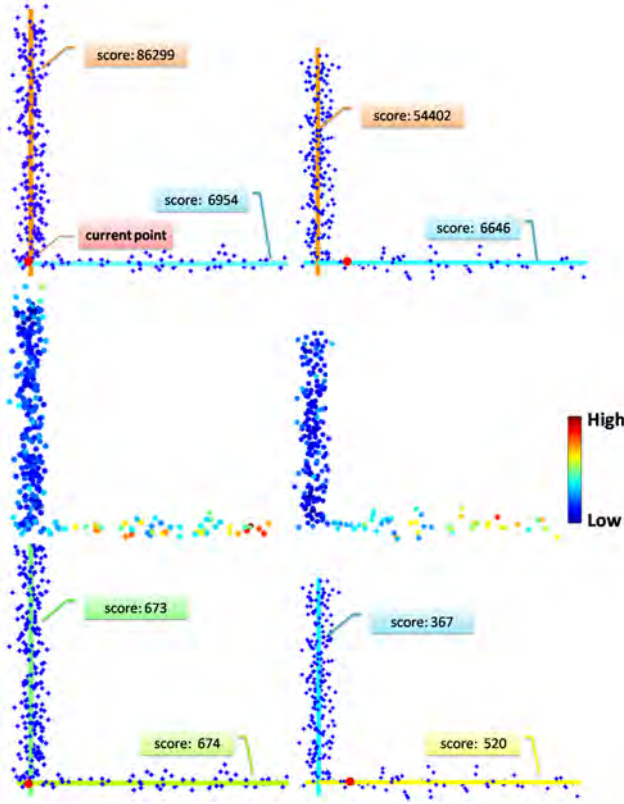 score: 86299
score: 54402
score: 6954
score: 6646
current point
High
Low
score: 673
score: 367
score: 674
score: 520